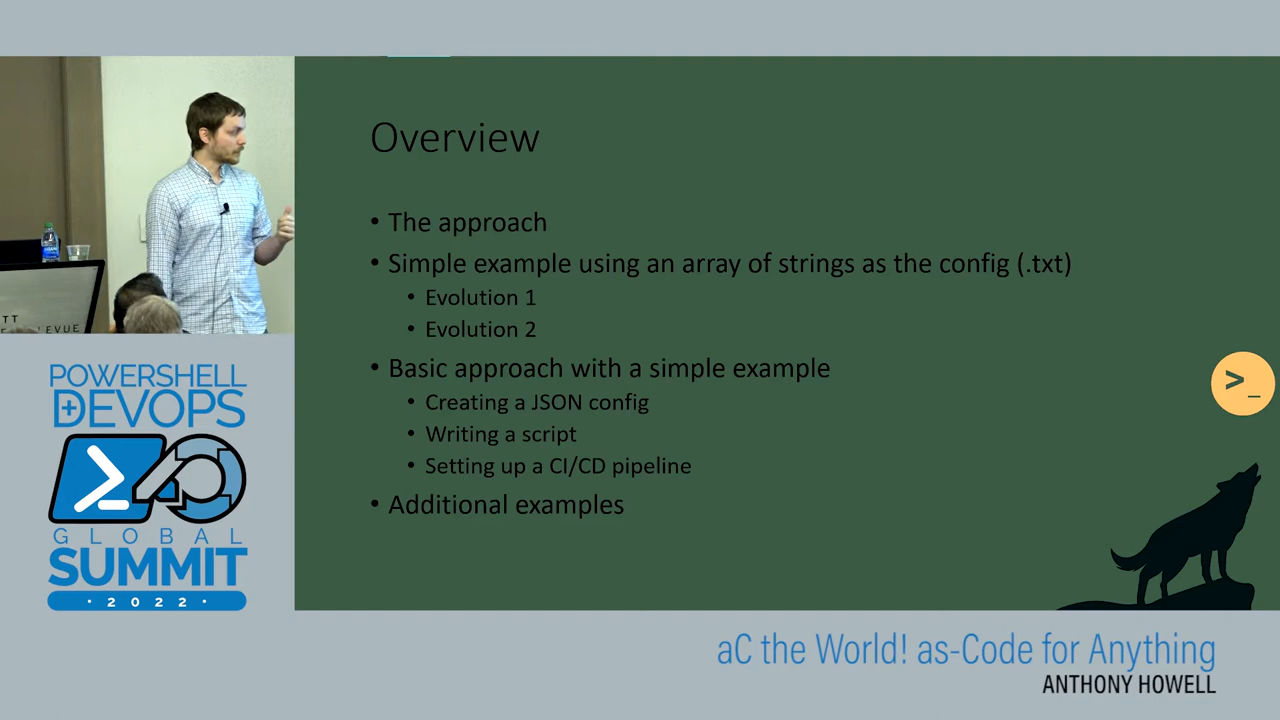 Overview
• The approach
• Simple example using an array of strings as the config (.txt)
• Evolution 1
• Evolution 2
• Basic approach with a simple example
• Creating a JSON config
• Writing a script
• Setting up a CI/CD pipeline
• Additional examples
>_
TT
LEVUE
POWERSHELL
+DEVOPS
GLOBAL
SUMMIT
· 2022 ·
aC the World! as-Code for Anything
ANTHONY HOWELL